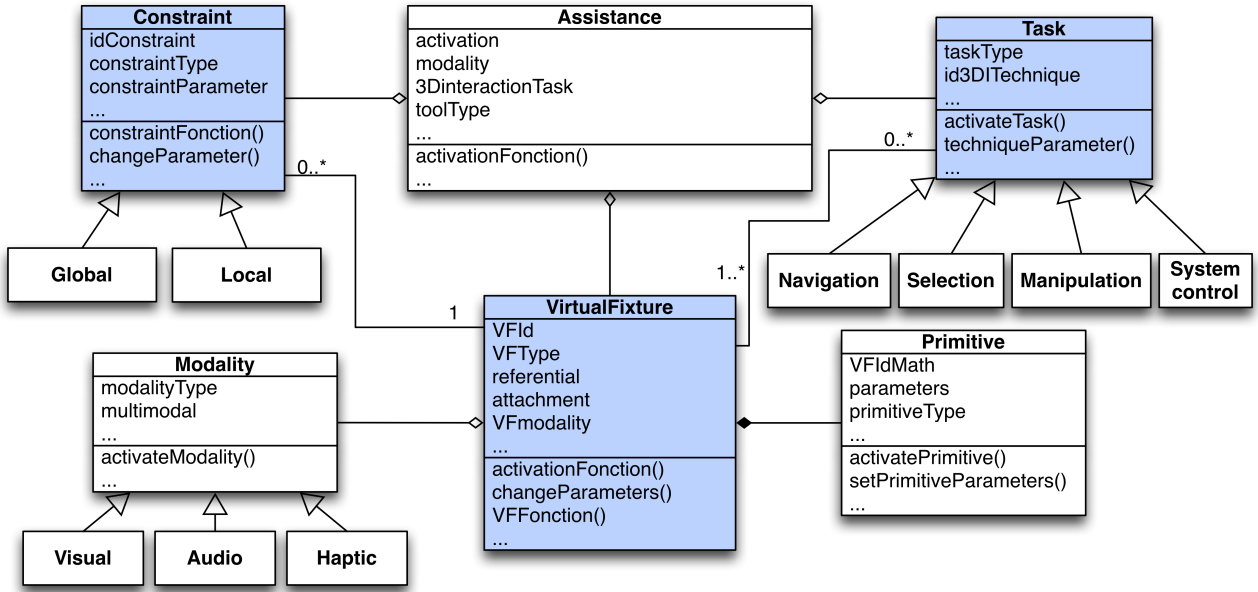 Constraint
idConstraint
constraintType
constraintParameter
...
constraintFonction()
changeParameter()
...
Assistance
activation
modality
3DinteractionTask
toolType
...
activationFonction()
...
Task
taskType
id3DITechnique
...
activateTask()
techniqueParameter()
...
0..*
0..*
Global
Local
1..*
1
Navigation
Selection
Manipulation
System
control
VirtualFixture
VFId
VFType
referential
attachment
VFmodality
...
activationFonction()
changeParameters()
VFFonction()
...
Modality
modalityType
multimodal
...
activateModality()
...
Primitive
VFIdMath
parameters
primitiveType
...
activatePrimitive()
setPrimitiveParameters()
...
Visual
Audio
Haptic